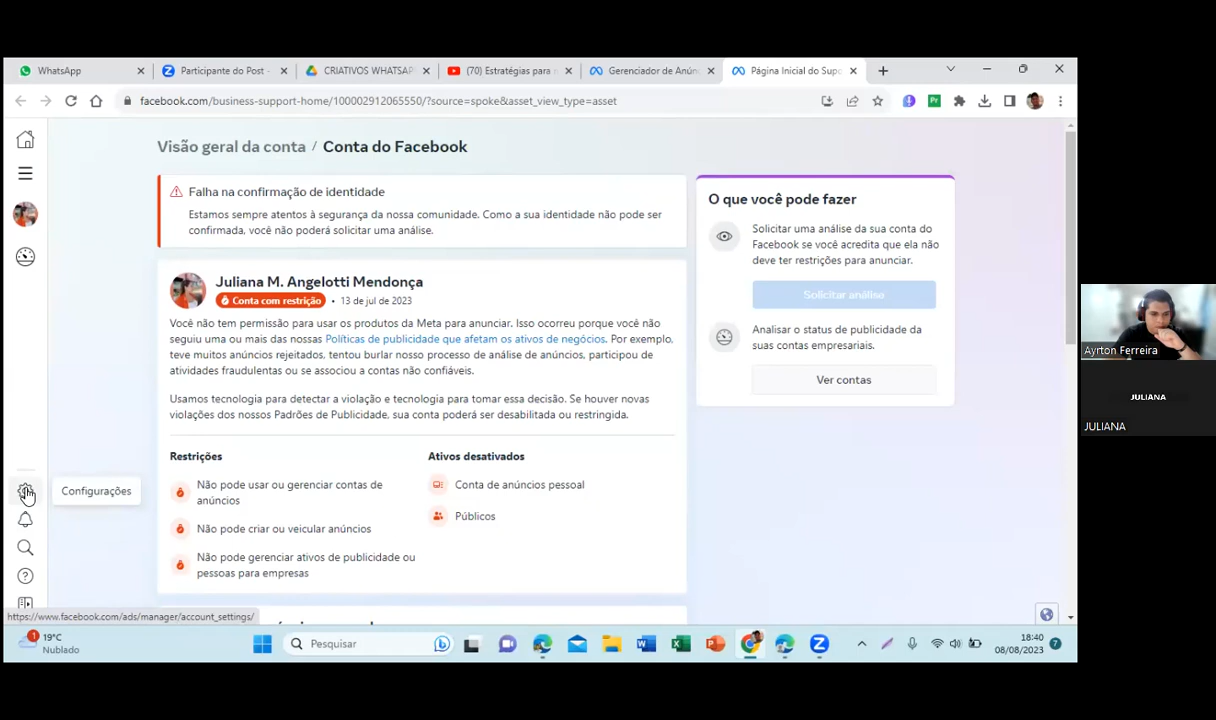 WhatsApp
Participante do Post -
CRIATIVOS WHATSAP
(70) Estratégias para
Gerenciador de Anún
Página Inicial do Supo
facebook.com/business-support-home/100002912065550/?source=spoke&asset_view_type=asset
Visão geral da conta / Conta do Facebook
Falha na confirmação de identidade
Estamos sempre atentos à segurança da nossa comunidade. Como a sua identidade não pode ser
confirmada, você não poderá solicitar uma análise.
Juliana M. Angelotti Mendonça
Conta com restrição • 13 de jul de 2023
Você não tem permissão para usar os produtos da Meta para anunciar. Isso ocorreu porque você não
seguiu uma ou mais das nossas Políticas de publicidade que afetam os ativos de negócios. Por exemplo,
teve muitos anúncios rejeitados, tentou burlar nosso processo de análise de anúncios, participou de
atividades fraudulentas ou se associou a contas não confiáveis.
Usamos tecnologia para detectar a violação e tecnologia para tomar essa decisão. Se houver novas
violações dos nossos Padrões de Publicidade, sua conta poderá ser desabilitada ou restringida.
Restrições
Não pode usar ou gerenciar contas de
anúncios
Não pode criar ou veicular anúncios
Não pode gerenciar ativos de publicidade ou
pessoas para empresas
Ativos desativados
Conta de anúncios pessoal
Públicos
O que você pode fazer
Solicitar uma análise da sua conta do
Facebook se você acredita que ela não
deve ter restrições para anunciar.
Solicitar análise
Analisar o status de publicidade da
suas contas empresariais.
Ver contas
Configurações
https://www.facebook.com/ads/manager/account_settings/
Ayrton Ferreira
JULIANA
JULIANA
1
19°C
Nublado
Pesquisar
18:40
08/08/2023
7